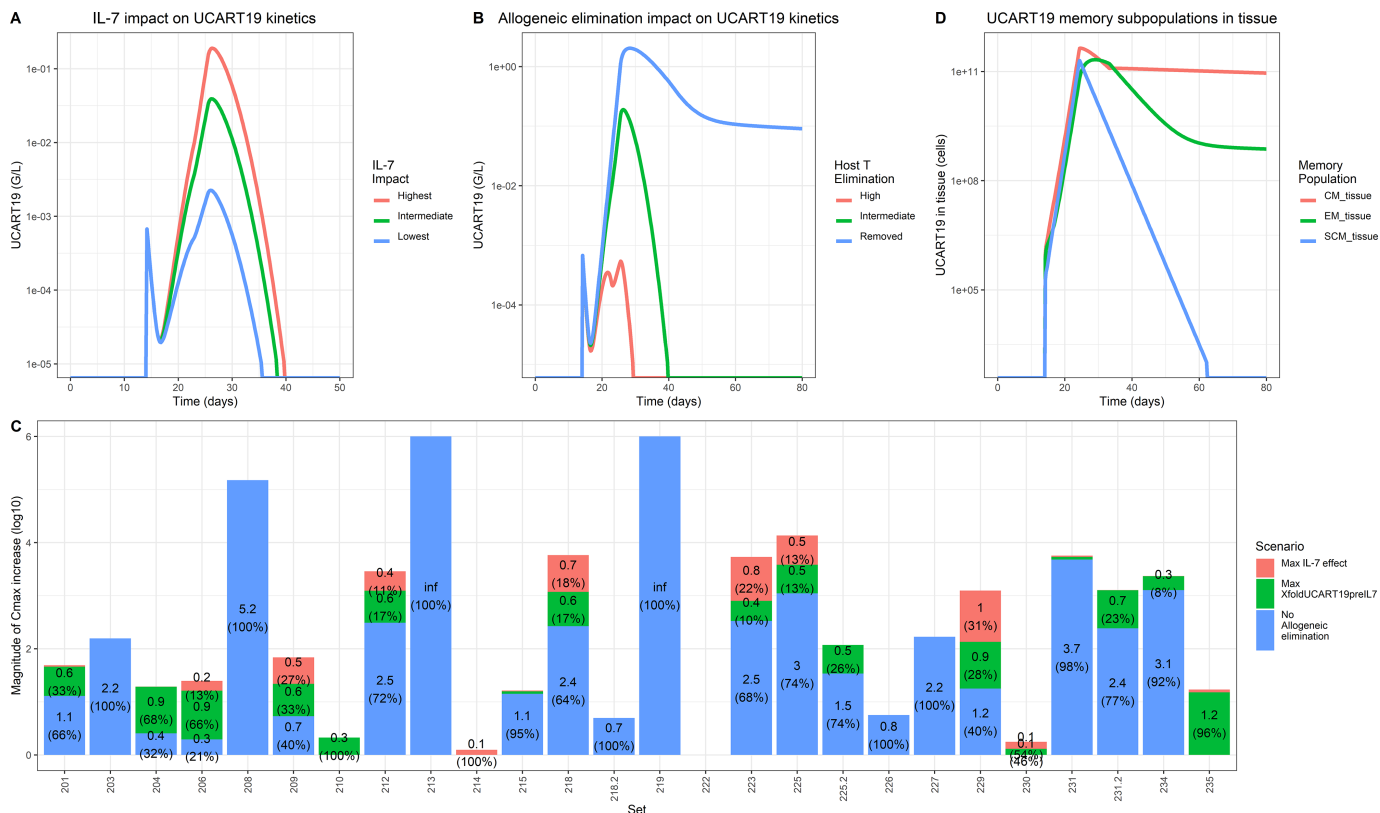 A
IL-7 impact on UCART19 kinetics
UCART19 (G/L)
1e-01
1e-02
1e-03
1e-04
1e-05
0
10
20
30
40
50
Time (days)
IL-7
Impact
Highest
Intermediate
Lowest
B
Allogeneic elimination impact on UCART19 kinetics
UCART19 (G/L)
1e+00
1e-02
1e-04
0
20
40
60
80
Time (days)
Host T
Elimination
High
Intermediate
Removed
D
UCART19 memory subpopulations in tissue
UCART19 in tissue (cells)
1e+11
1e+08
1e+05
0
20
40
60
80
Time (days)
Memory
Population
CM_tissue
EM_tissue
SCM_tissue
C
Magnitude of Cmax increase (log10)
6
4
2
0
0.6
(33%)
1.1
(66%)
2.2
(100%)
0.9
(68%)
0.4
(32%)
0.2
(13%)
0.9
(66%)
0.3
(21%)
5.2
(100%)
0.5
(27%)
0.6
(33%)
0.7
(40%)
0.3
(100%)
0.4
(11%)
0.6
(17%)
2.5
(72%)
inf
(100%)
0.1
(100%)
1.1
(95%)
0.7
(18%)
0.6
(17%)
2.4
(64%)
0.7
(100%)
inf
(100%)
0.8
(22%)
0.4
(10%)
2.5
(68%)
0.5
(13%)
0.5
(13%)
3
(74%)
0.5
(26%)
1.5
(74%)
0.8
(100%)
2.2
(100%)
1
(31%)
0.9
(28%)
1.2
(40%)
0.1
(54%)
0.1
(46%)
3.7
(98%)
0.7
(23%)
2.4
(77%)
0.3
(8%)
3.1
(92%)
1.2
(96%)
201
203
204
206
208
209
210
212
213
214
215
218
218.2
219
222
223
225
225.2
226
227
229
230
231
231.2
234
235
Set
Scenario
Max IL-7 effect
Max
XfoldUCART19preIL7
No
Allogeneic
elimination